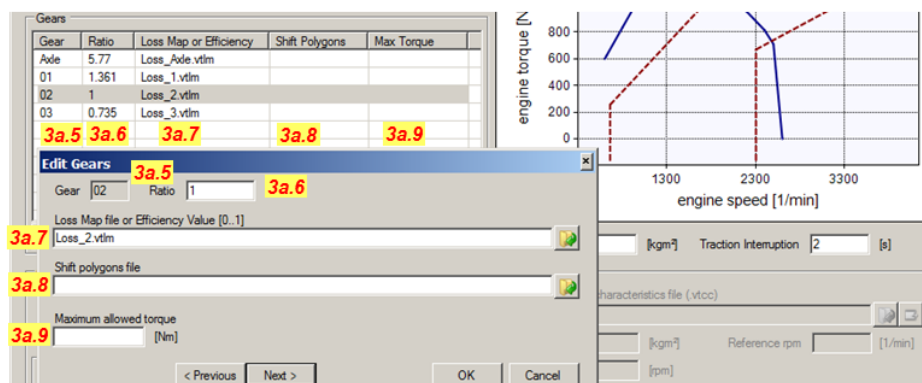 Gears
Gear Ratio Loss Map or Efficiency Shift Polygons Max Torque
Axle 5.77 Loss_Axle.vtlm
01 1.361 Loss_1.vtlm
02 1 Loss_2.vtlm
03 0.735 Loss_3.vtlm
3a.5 3a.6 3a.7 3a.8 3a.9
Edit Gears
3a.5
Gear 02 Ratio 1 3a.6
Loss Map file or Efficiency Value [0..1]
3a.7 Loss_2.vtlm
Shift polygons file
3a.8
Maximum allowed torque
3a.9 [Nm]
< Previous Next > OK Cancel
engine torque [N
800
600
400
200
0
1300 2300 3300
engine speed [1/min]
[kgm²] Traction Interruption 2 [s]
characteristics file (.vtcc)
[kgm²] Reference rpm [1/min]
[rpm]